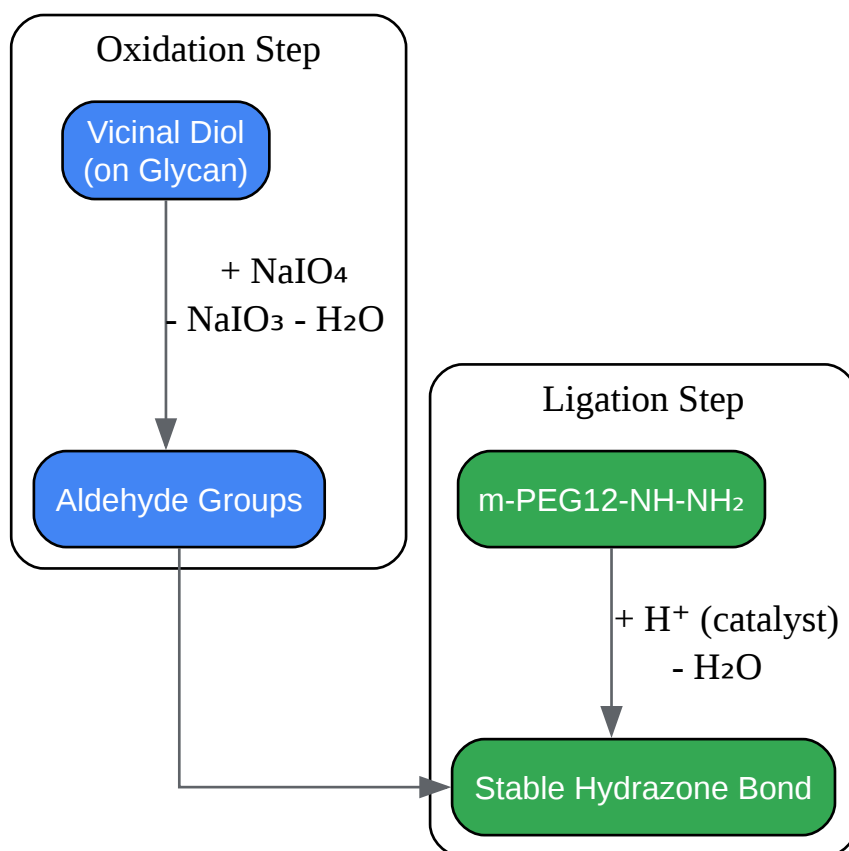 Oxidation Step
Vicinal Diol
(on Glycan)
+ NaIO₄
- NaIO₃ - H₂O
Aldehyde Groups
Ligation Step
m-PEG12-NH-NH₂
+ H⁺ (catalyst)
- H₂O
Stable Hydrazone Bond